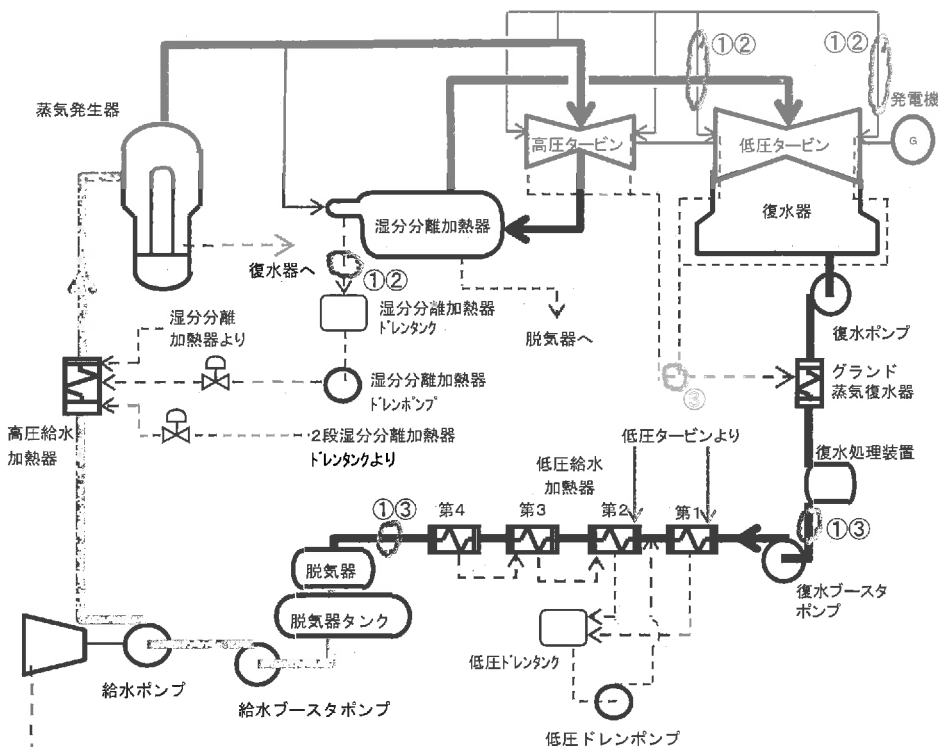 ①②
①②
蒸気発生器
発電機
高圧タービン
低圧タービン
G
湿分分離加熱器
復水器
復水器へ
①②
湿分分離加熱器
ドレンタンク
脱気器へ
復水ポンプ
湿分分離
加熱器より
湿分分離加熱器
ドレンポンプ
グランド
蒸気復水器
③
高圧給水
加熱器
2段湿分分離加熱器
ドレンタンクより
低圧タービンより
復水処理装置
低圧給水
加熱器
①③
第4
第3
第2
第1
①③
脱気器
復水ブースタ
ポンプ
脱気器タンク
低圧ドレンタンク
給水ポンプ
給水ブースタポンプ
低圧ドレンポンプ